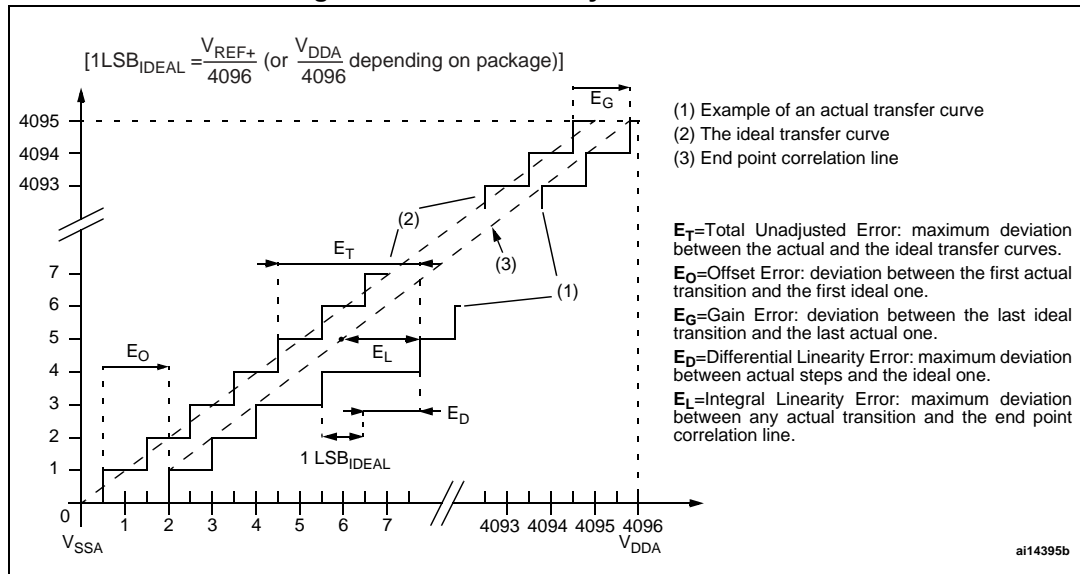 [1LSBIDEAL = VREF+/4096 (or VDDA/4096 depending on package)]
EG
4095
4094
4093
(1) Example of an actual transfer curve
(2) The ideal transfer curve
(3) End point correlation line
(2)
ET
(3)
(1)
7
6
5
4
3
2
1
0
EO
EL
ED
1 LSBIDEAL
ET=Total Unadjusted Error: maximum deviation
between the actual and the ideal transfer curves.
EO=Offset Error: deviation between the first actual
transition and the first ideal one.
EG=Gain Error: deviation between the last ideal
transition and the last actual one.
ED=Differential Linearity Error: maximum deviation
between actual steps and the ideal one.
EL=Integral Linearity Error: maximum deviation
between any actual transition and the end point
correlation line.
1 2 3 4 5 6 7 4093 4094 4095 4096
VSSA
VDDA
ai14395b